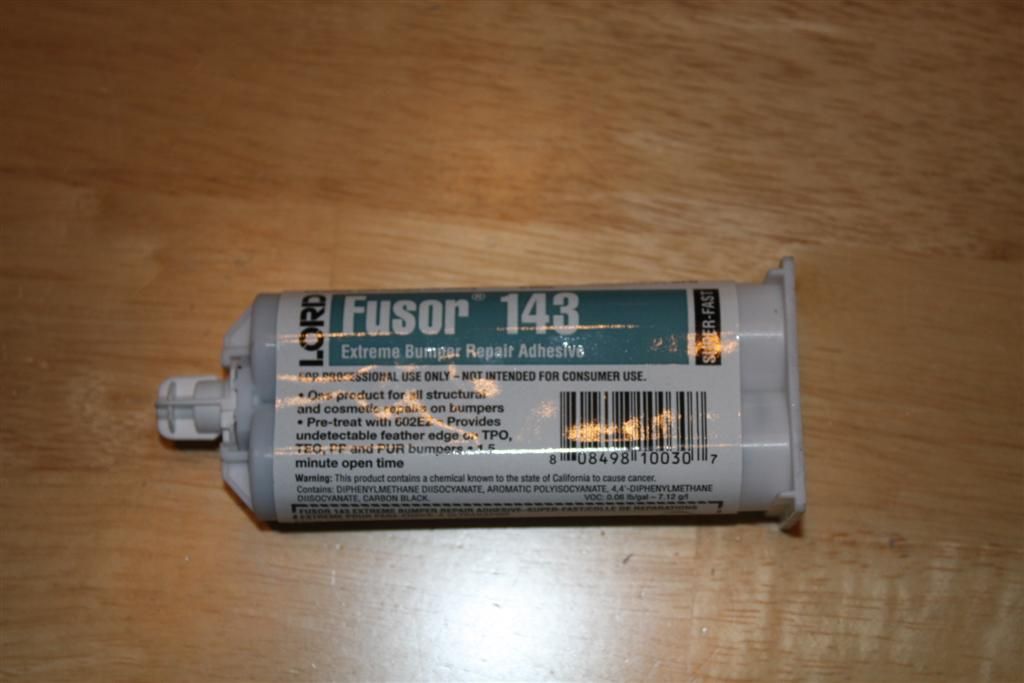 LORD
Fusor® 143
Extreme Bumper Repair Adhesive
SUPER-FAST
FOR PROFESSIONAL USE ONLY – NOT INTENDED FOR CONSUMER USE.
• One product for all structural
and cosmetic repairs on bumpers
• Pre-treat with 602EZ • Provides
undetectable feather edge on TPO,
TEO, PP and PUR bumpers • 1.5
minute open time
8 08498 10030 7
Warning: This product contains a chemical known to the state of California to cause cancer.
Contains: DIPHENYLMETHANE DIISOCYANATE, AROMATIC POLYISOCYANATE, 4,4'-DIPHENYLMETHANE
DIISOCYANATE, CARBON BLACK. VOC: 0.06 lb/gal – 7.12 g/l
FUSOR 143 EXTREME BUMPER REPAIR ADHESIVE–SUPER-FAST/COLLE DE REPARATIONS
EXTREME POUR